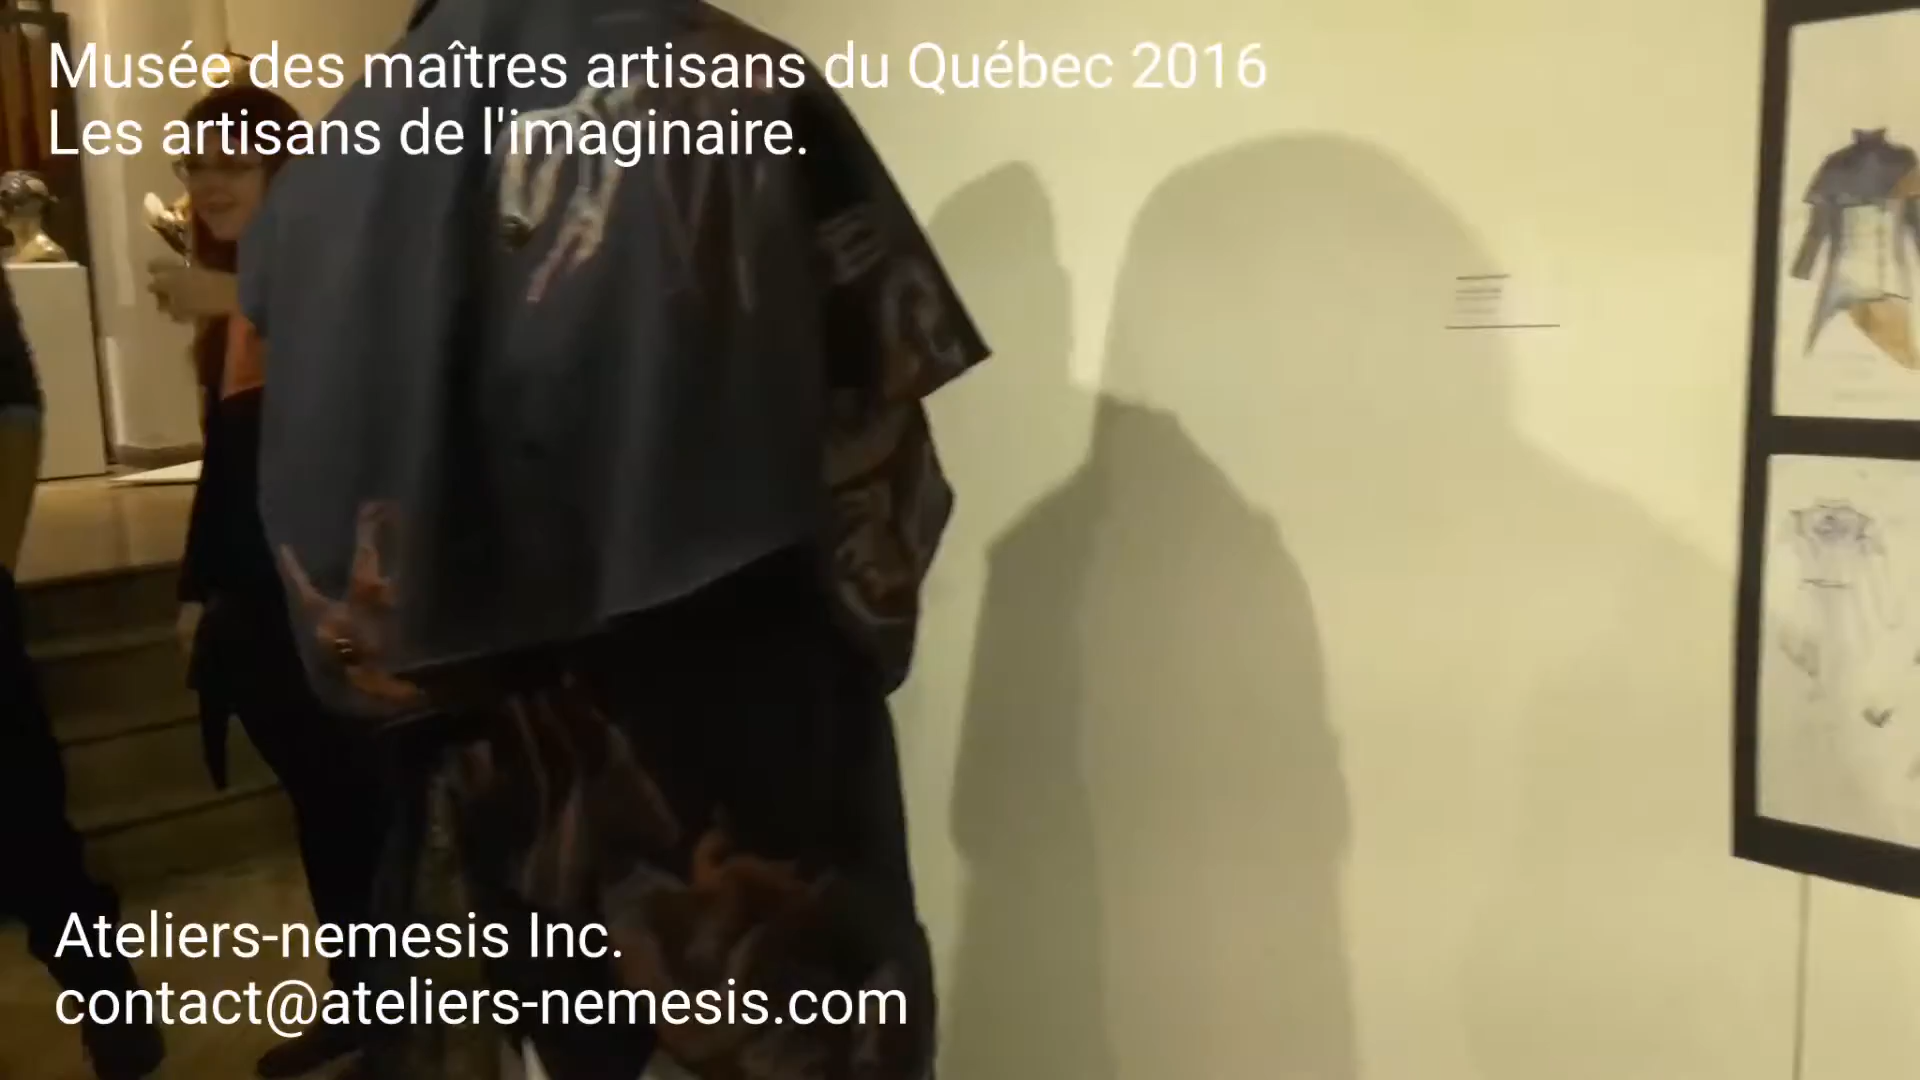 Musée des maîtres artisans du Québec 2016
Les artisans de l'imaginaire.
Ateliers-nemesis Inc.
contact@ateliers-nemesis.com